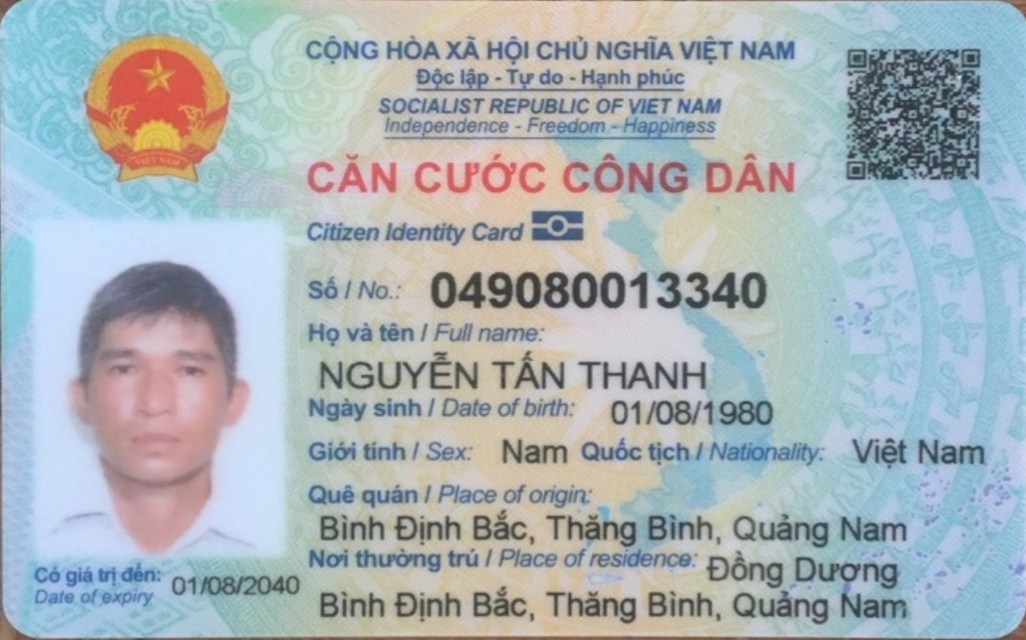 CỘNG HÒA XÃ HỘI CHỦ NGHĨA VIỆT NAM
Độc lập - Tự do - Hạnh phúc
SOCIALIST REPUBLIC OF VIET NAM
Independence - Freedom - Happiness
CĂN CƯỚC CÔNG DÂN
Citizen Identity Card
Số / No.: 049080013340
Họ và tên / Full name:
NGUYỄN TẤN THANH
Ngày sinh / Date of birth: 01/08/1980
Giới tính / Sex: Nam Quốc tịch / Nationality: Việt Nam
Quê quán / Place of origin:
Bình Định Bắc, Thăng Bình, Quảng Nam
Nơi thường trú / Place of residence: Đồng Dương
Bình Định Bắc, Thăng Bình, Quảng Nam
Có giá trị đến: 01/08/2040
Date of expiry
VIỆT NAM